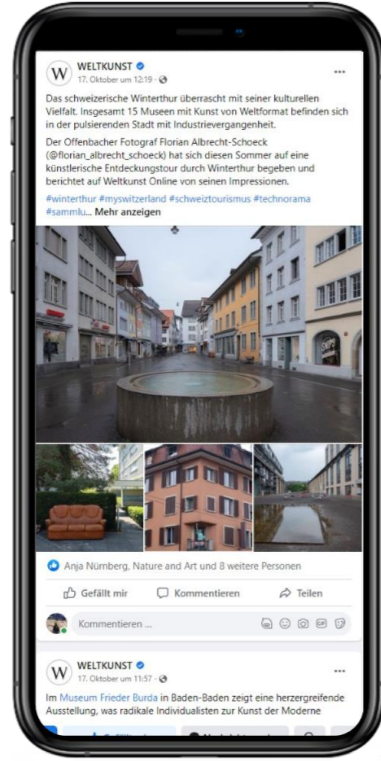 W
WELTKUNST
17. Oktober um 12:19 ·
Das schweizerische Winterthur überrascht mit seiner kulturellen
Vielfalt. Insgesamt 15 Museen mit Kunst von Weltformat befinden sich
in der pulsierenden Stadt mit Industrievergangenheit.
Der Offenbacher Fotograf Florian Albrecht-Schoeck
(@florian_albrecht_schoeck) hat sich diesen Sommer auf eine
künstlerische Entdeckungstour durch Winterthur begeben und
berichtet auf Weltkunst Online von seinen Impressionen.
#winterthur #myswitzerland #schweiztourismus #technorama
#sammlu... Mehr anzeigen
Anja Nürnberg, Nature and Art und 8 weitere Personen
Gefällt mir Kommentieren Teilen
Kommentieren ...
GIF
W
WELTKUNST
17. Oktober um 11:57 ·
Im Museum Frieder Burda in Baden-Baden zeigt eine herzergreifende
Ausstellung, was radikale Individualisten zur Kunst der Moderne